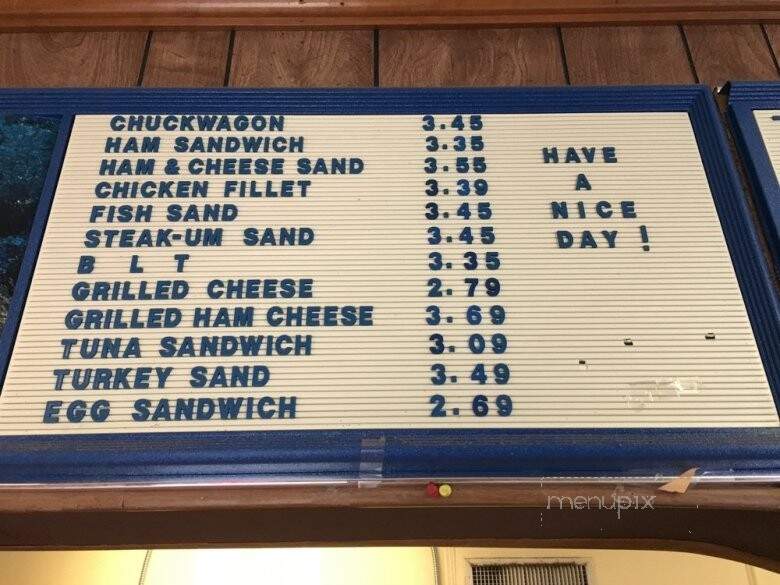 CHUCKWAGON 3.45
HAM SANDWICH 3.35
HAM & CHEESE SAND 3.55
CHICKEN FILLET 3.39
FISH SAND 3.45
STEAK-UM SAND 3.45
B L T 3.35
GRILLED CHEESE 2.79
GRILLED HAM CHEESE 3.69
TUNA SANDWICH 3.09
TURKEY SAND 3.49
EGG SANDWICH 2.69
HAVE
A
NICE
DAY!
menupix